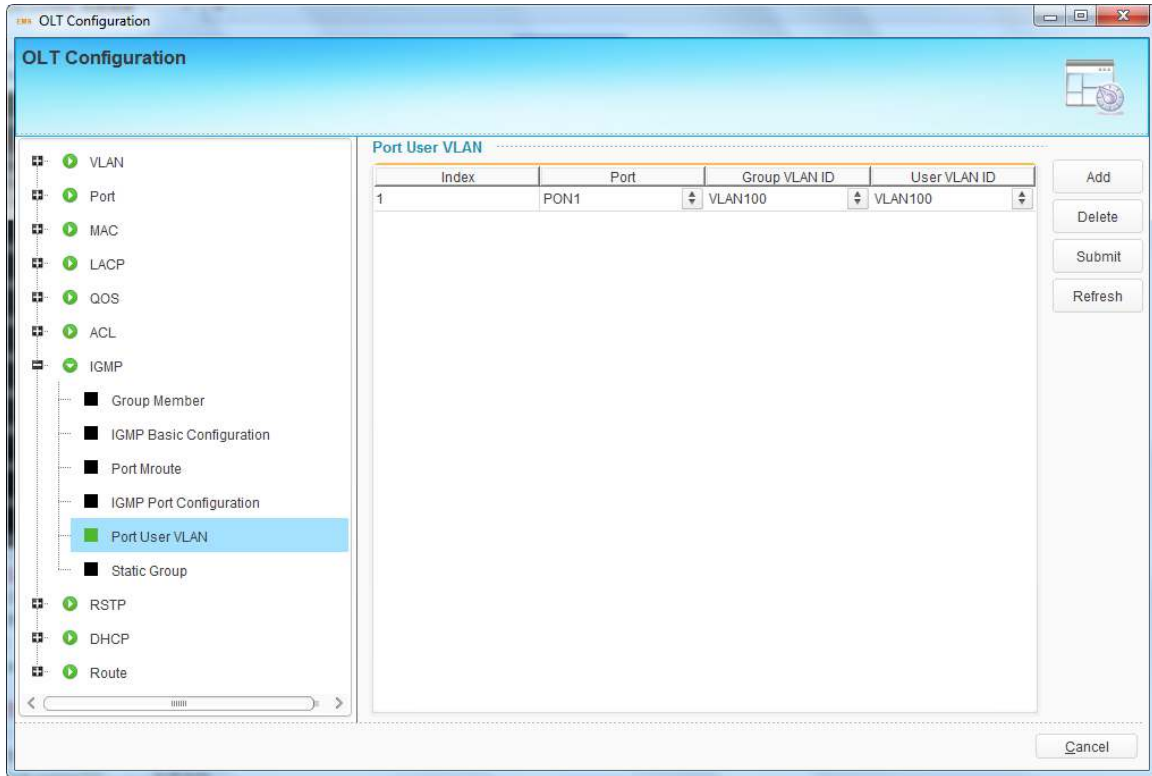 EMS OLT Configuration
OLT Configuration
VLAN
Port
MAC
LACP
QOS
ACL
IGMP
Group Member
IGMP Basic Configuration
Port Mroute
IGMP Port Configuration
Port User VLAN
Static Group
RSTP
DHCP
Route
Port User VLAN
Index Port Group VLAN ID User VLAN ID
1 PON1 VLAN100 VLAN100
Add
Delete
Submit
Refresh
Cancel